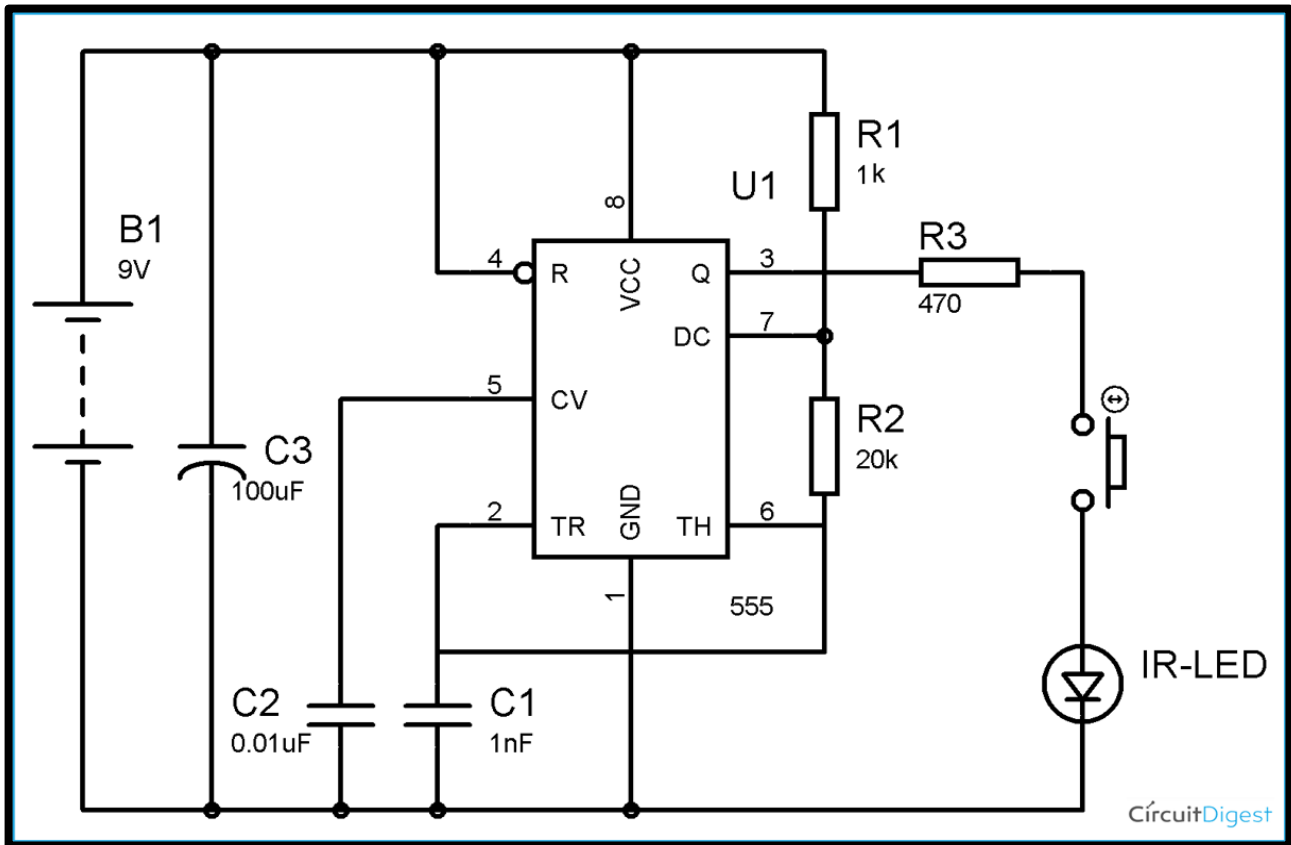 B1
9V
C3
100uF
C2
0.01uF
C1
1nF
U1
555
8
VCC
4
R
5
CV
2
TR
GND
1
Q
3
DC
7
TH
6
R1
1k
R2
20k
R3
470
IR-LED
CírcuitDigest